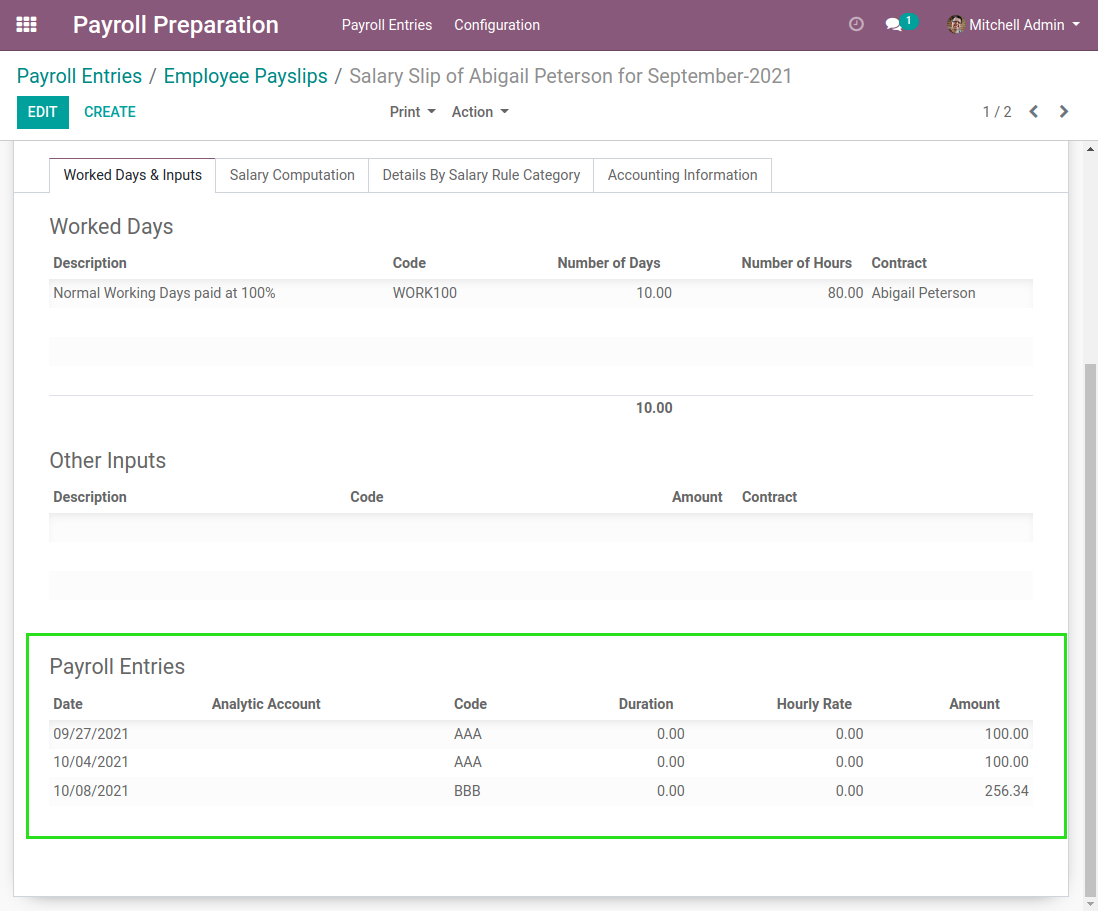 Payroll Preparation Payroll Entries Configuration 1 Mitchell Admin
Payroll Entries / Employee Payslips / Salary Slip of Abigail Peterson for September-2021
EDIT CREATE Print Action 1 / 2
Worked Days & Inputs Salary Computation Details By Salary Rule Category Accounting Information
Worked Days
Description Code Number of Days Number of Hours Contract
Normal Working Days paid at 100% WORK100 10.00 80.00 Abigail Peterson
10.00
Other Inputs
Description Code Amount Contract
Payroll Entries
Date Analytic Account Code Duration Hourly Rate Amount
09/27/2021 AAA 0.00 0.00 100.00
10/04/2021 AAA 0.00 0.00 100.00
10/08/2021 BBB 0.00 0.00 256.34